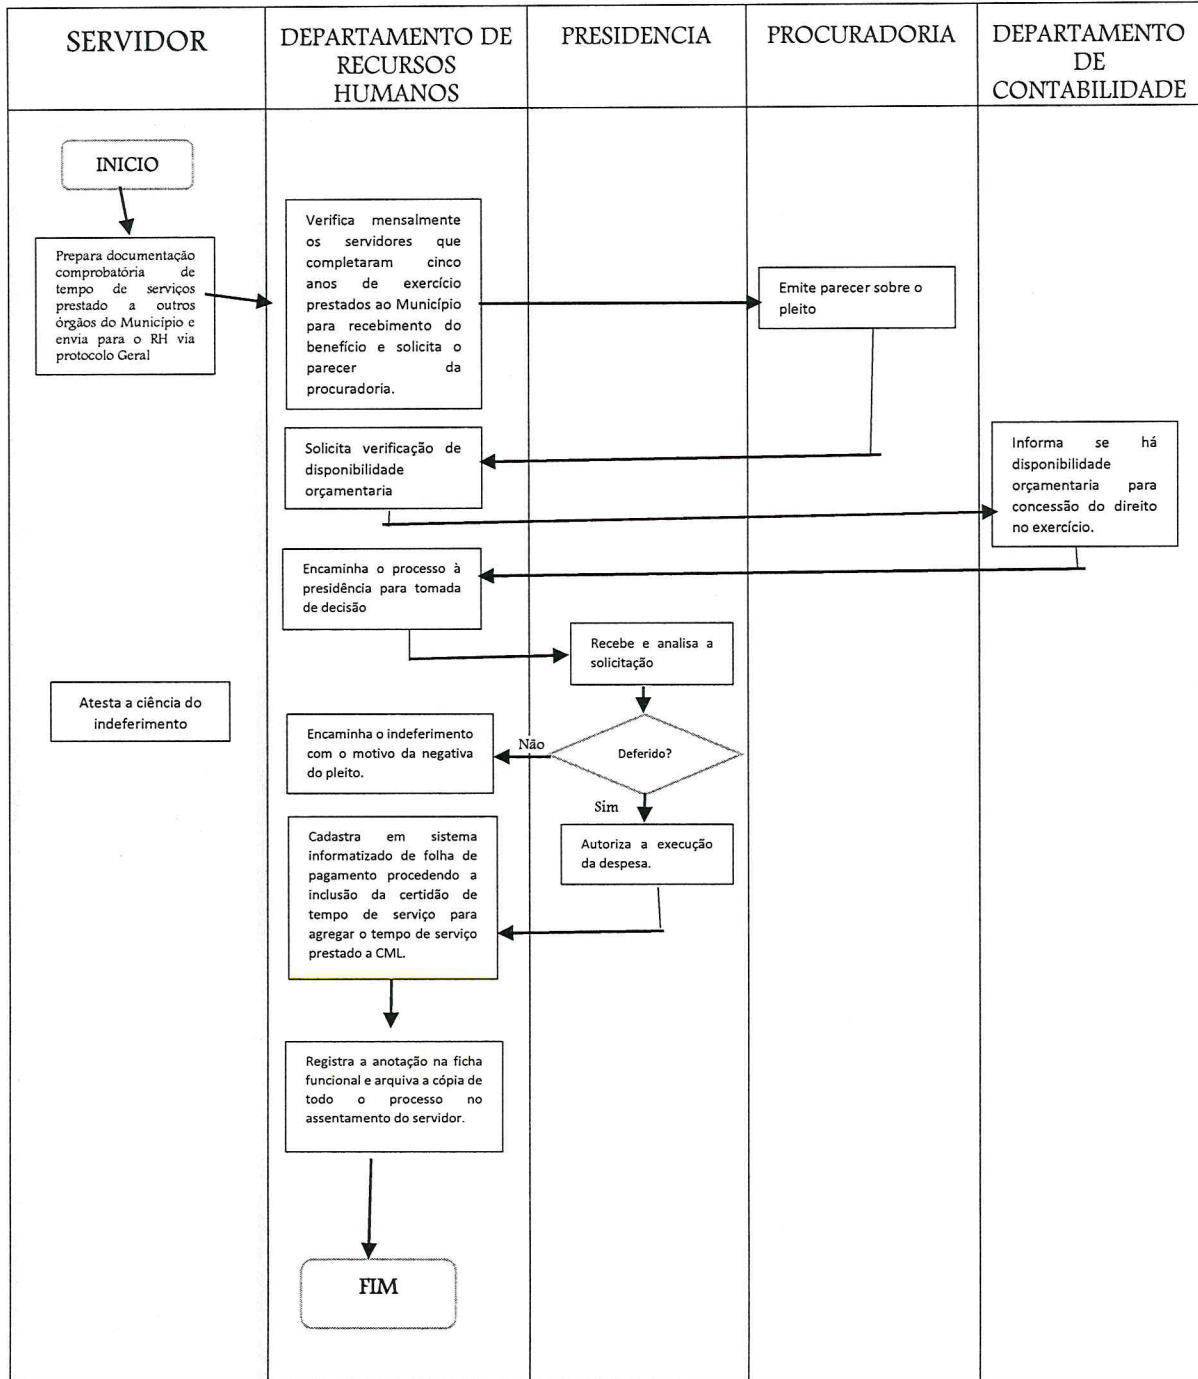 SERVIDOR
DEPARTAMENTO DE
RECURSOS
HUMANOS
PRESIDENCIA
PROCURADORIA
DEPARTAMENTO
DE
CONTABILIDADE
INICIO
Prepara documentação
comprobatória de
tempo de serviços
prestado a outros
órgãos do Município e
envia para o RH via
protocolo Geral
Verifica mensalmente
os servidores que
completaram cinco
anos de exercício
prestados ao Município
para recebimento do
benefício e solicita o
parecer da
procuradoria.
Emite parecer sobre o
pleito
Solicita verificação de
disponibilidade
orçamentaria
Informa se há
disponibilidade
orçamentaria para
concessão do direito
no exercício.
Encaminha o processo à
presidência para tomada
de decisão
Recebe e analisa a
solicitação
Atesta a ciência do
indeferimento
Encaminha o indeferimento
com o motivo da negativa
do pleito.
Não
Deferido?
Sim
Autoriza a execução
da despesa.
Cadastra em sistema
informatizado de folha de
pagamento procedendo a
inclusão da certidão de
tempo de serviço para
agregar o tempo de serviço
prestado a CML.
Registra a anotação na ficha
funcional e arquiva a cópia de
todo o processo no
assentamento do servidor.
FIM